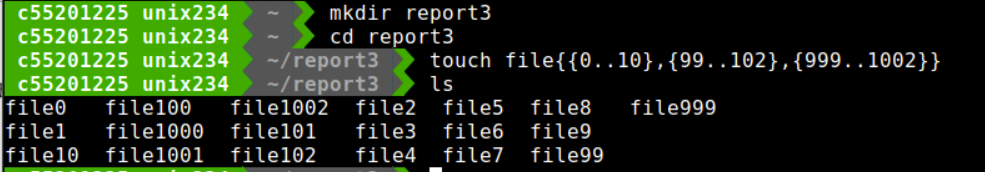 c55201225 unix234 ~ mkdir report3
c55201225 unix234 ~ cd report3
c55201225 unix234 ~/report3 touch file{{0..10},{99..102},{999..1002}}
c55201225 unix234 ~/report3 ls
file0 file100 file1002 file2 file5 file8 file999
file1 file1000 file101 file3 file6 file9
file10 file1001 file102 file4 file7 file99